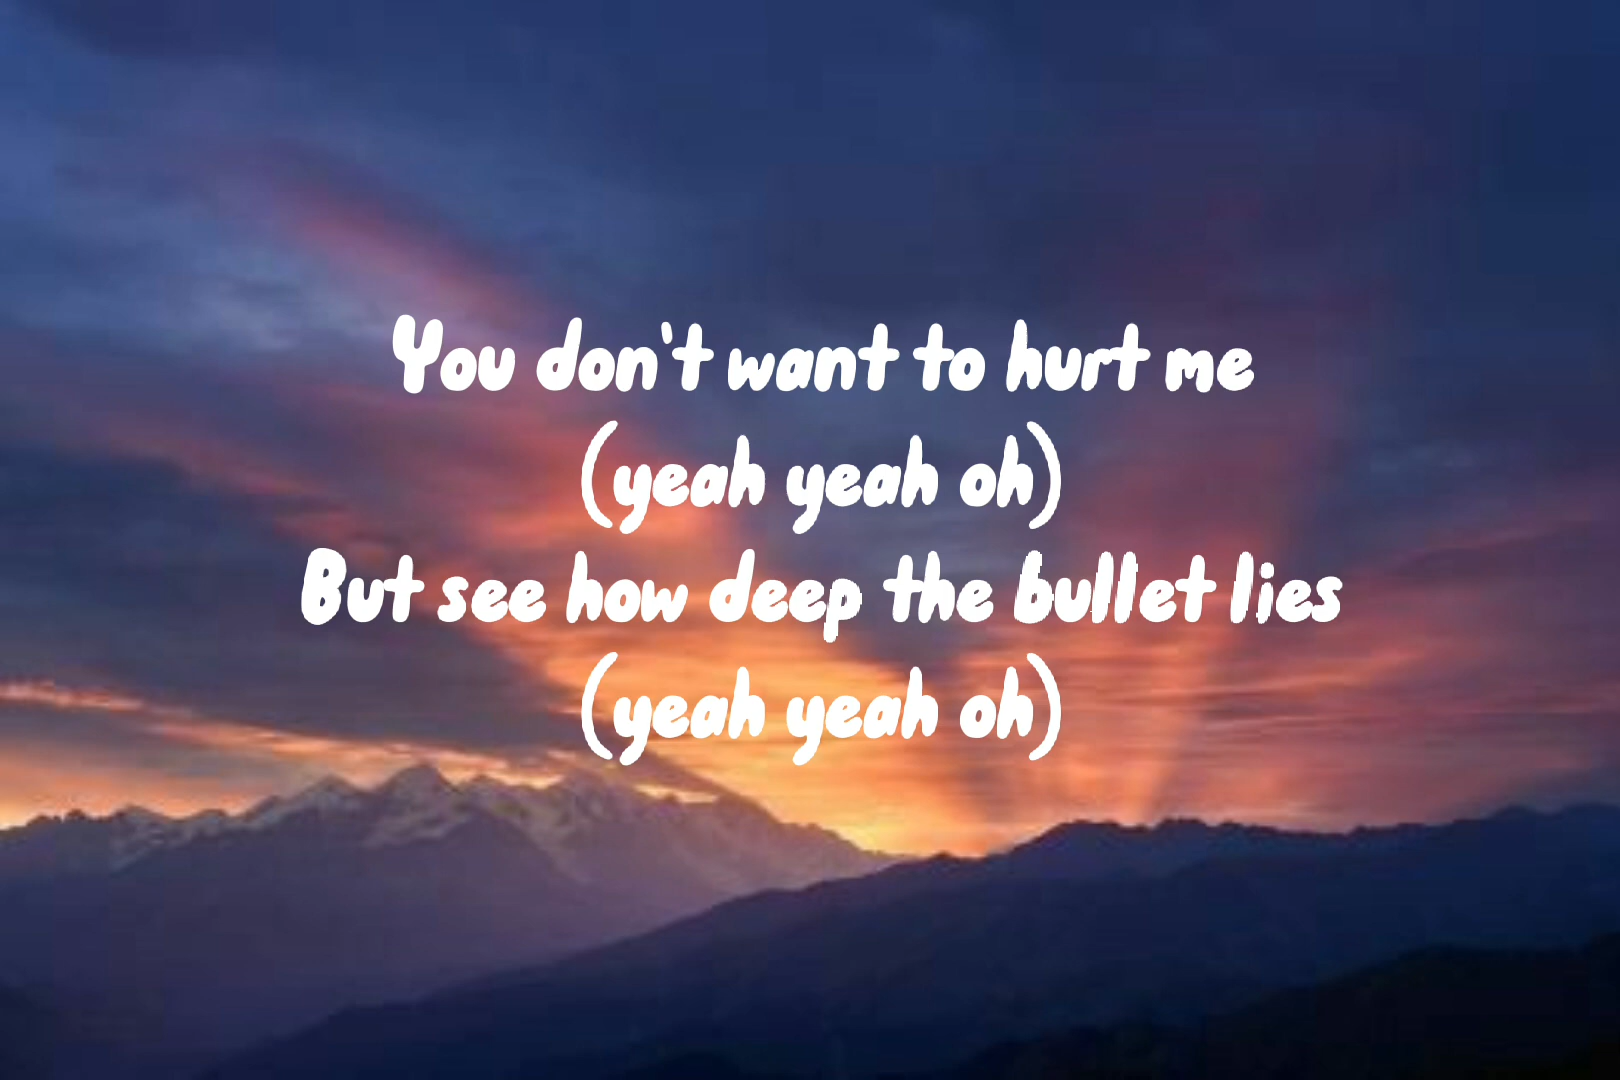 You don't want to hurt me
(yeah yeah oh)
But see how deep the bullet lies
(yeah yeah oh)